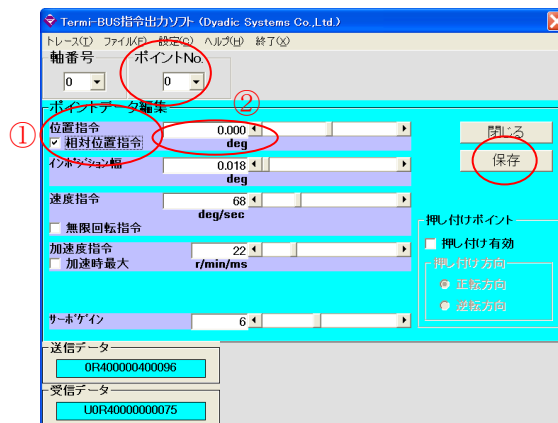 Termi-BUS指令出力ソフト (Dyadic Systems Co.,Ltd.)
トレース(T) ファイル(F) 設定(C) ヘルプ(H) 終了(X)
軸番号 ポイントNo.
0 0
ポイントデータ編集
②
①
位置指令 0.000
相対位置指令 deg
閉じる
インポジション幅 0.018
deg
保存
速度指令 68
deg/sec
無限回転指令
押し付けポイント
加速度指令 22
押し付け有効
加速時最大 r/min/ms
押し付け方向
正転方向
逆転方向
サーボゲイン 6
送信データ
0R400000400096
受信データ
U0R40000000075